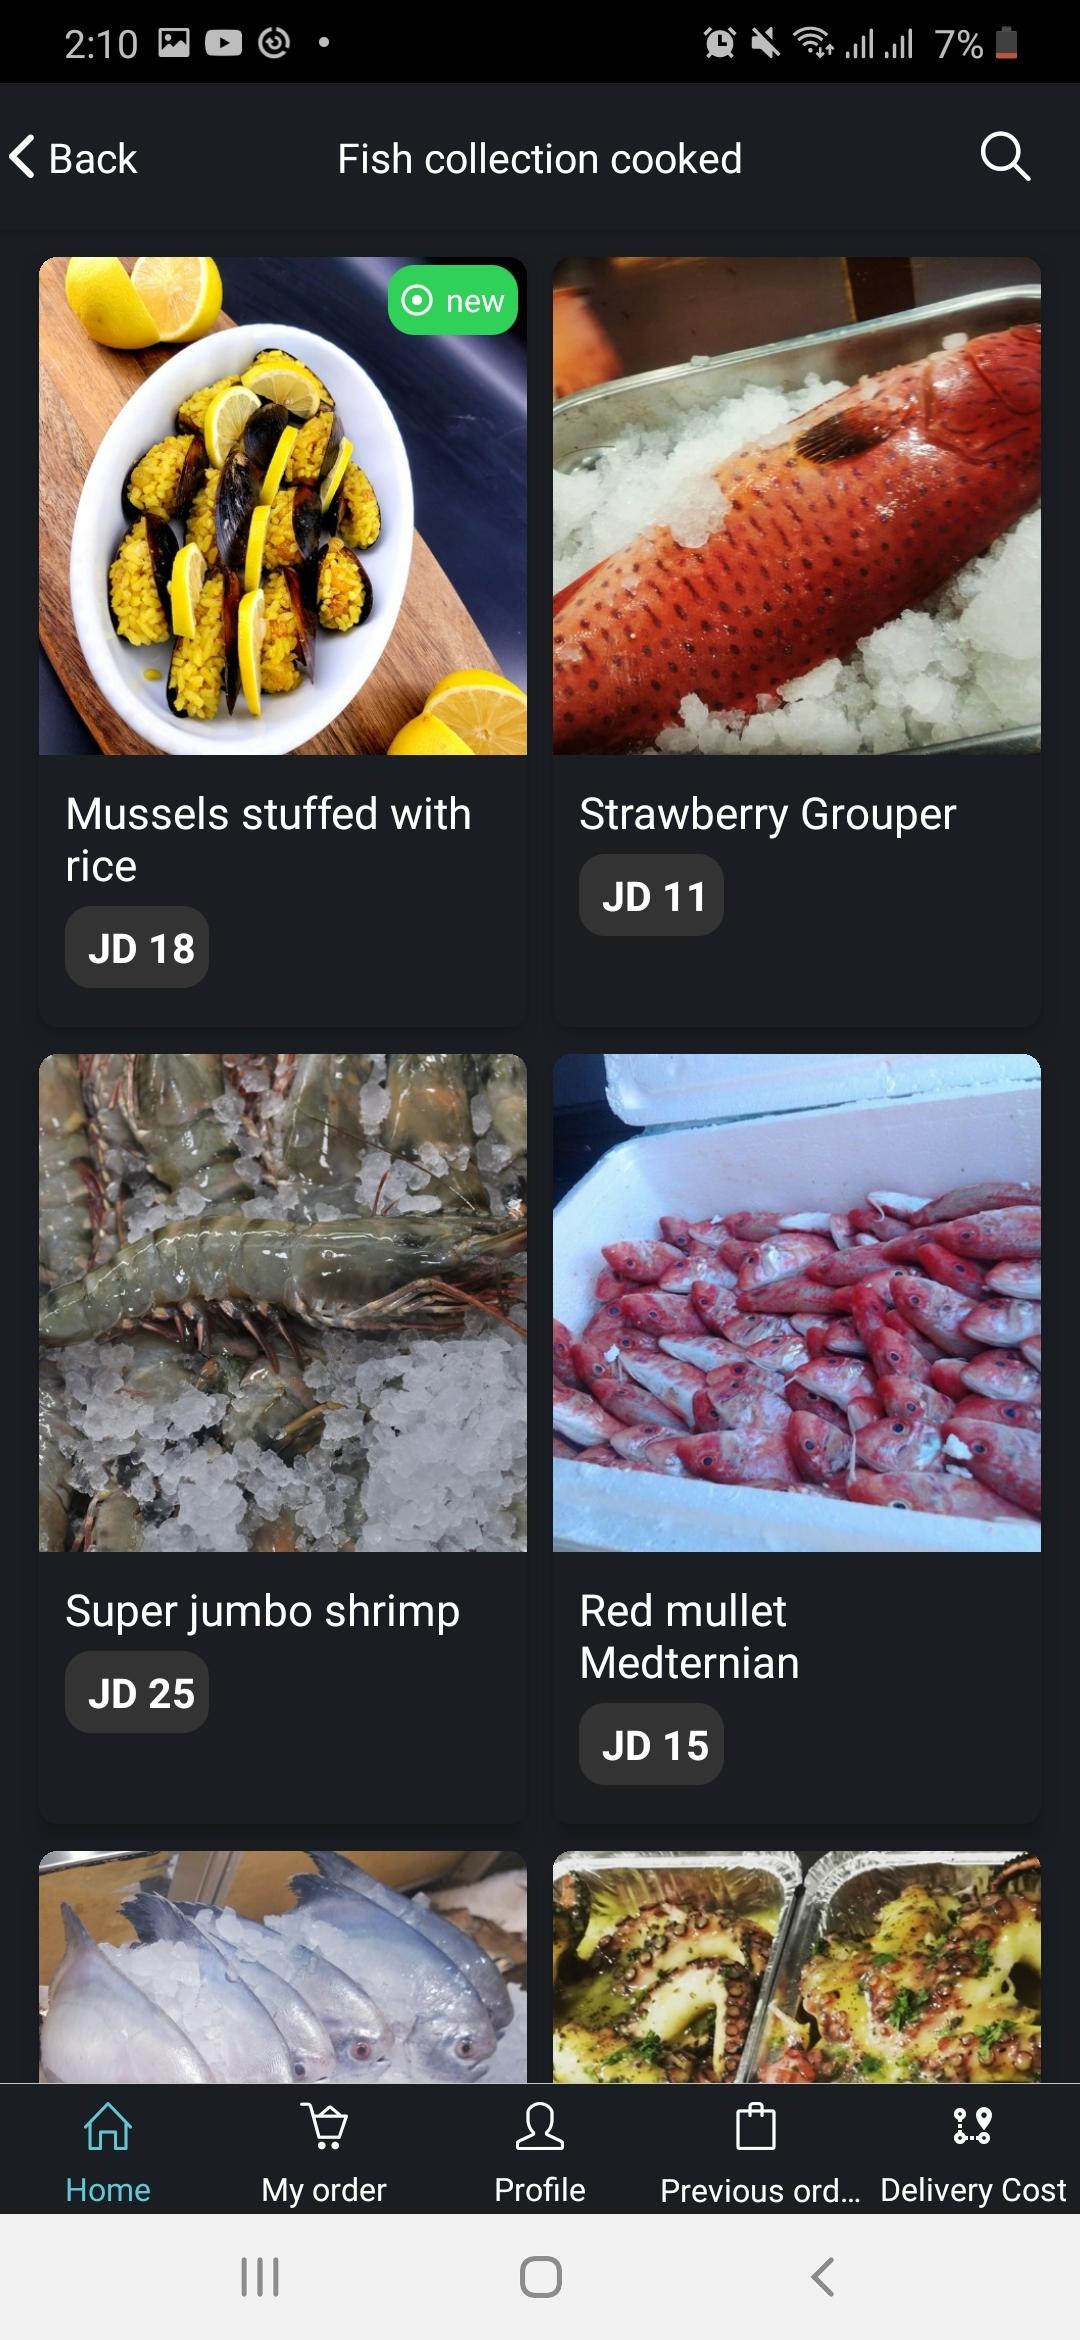 2:10
7%
Back
Fish collection cooked
new
Mussels stuffed with
rice
JD 18
Strawberry Grouper
JD 11
Super jumbo shrimp
JD 25
Red mullet
Medternian
JD 15
Home
My order
Profile
Previous ord...
Delivery Cost